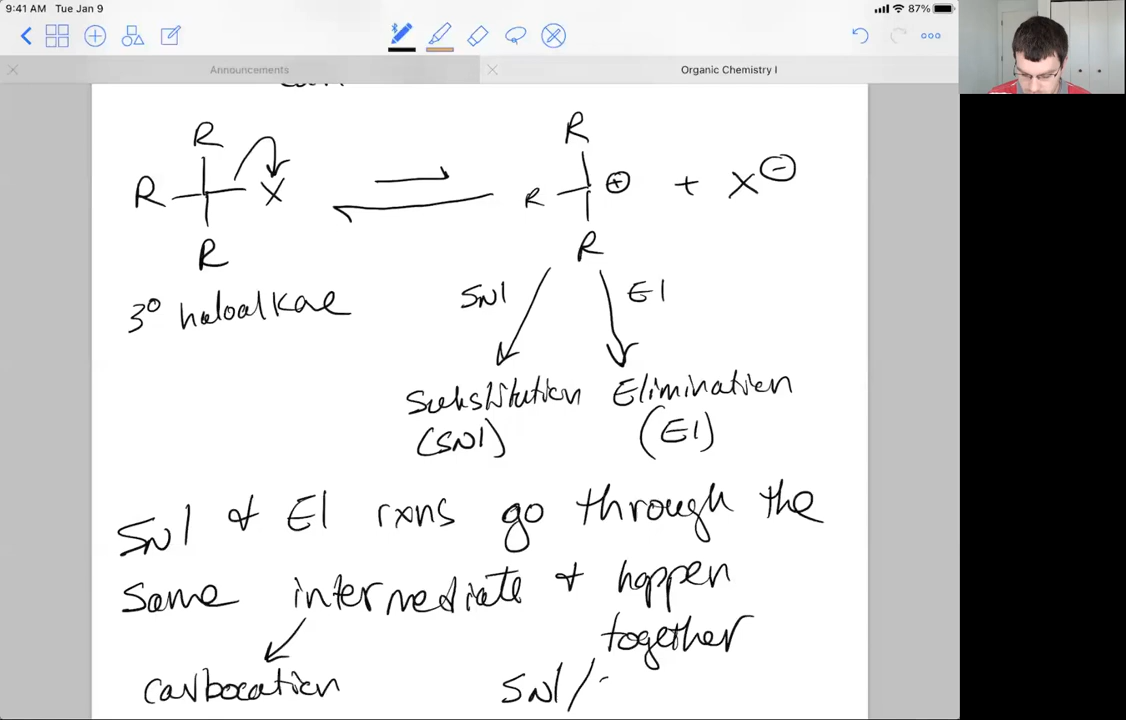 9:41 AM Tue Jan 9
87%
Announcements
Organic Chemistry I
R
R
R X
R + + X -
R
R
3° haloalkae
SN1 E1
Substitution Elimination
(SN1) (E1)
SN1 & E1 rxns go through the
same intermediate & happen
together
carbocation SN1/